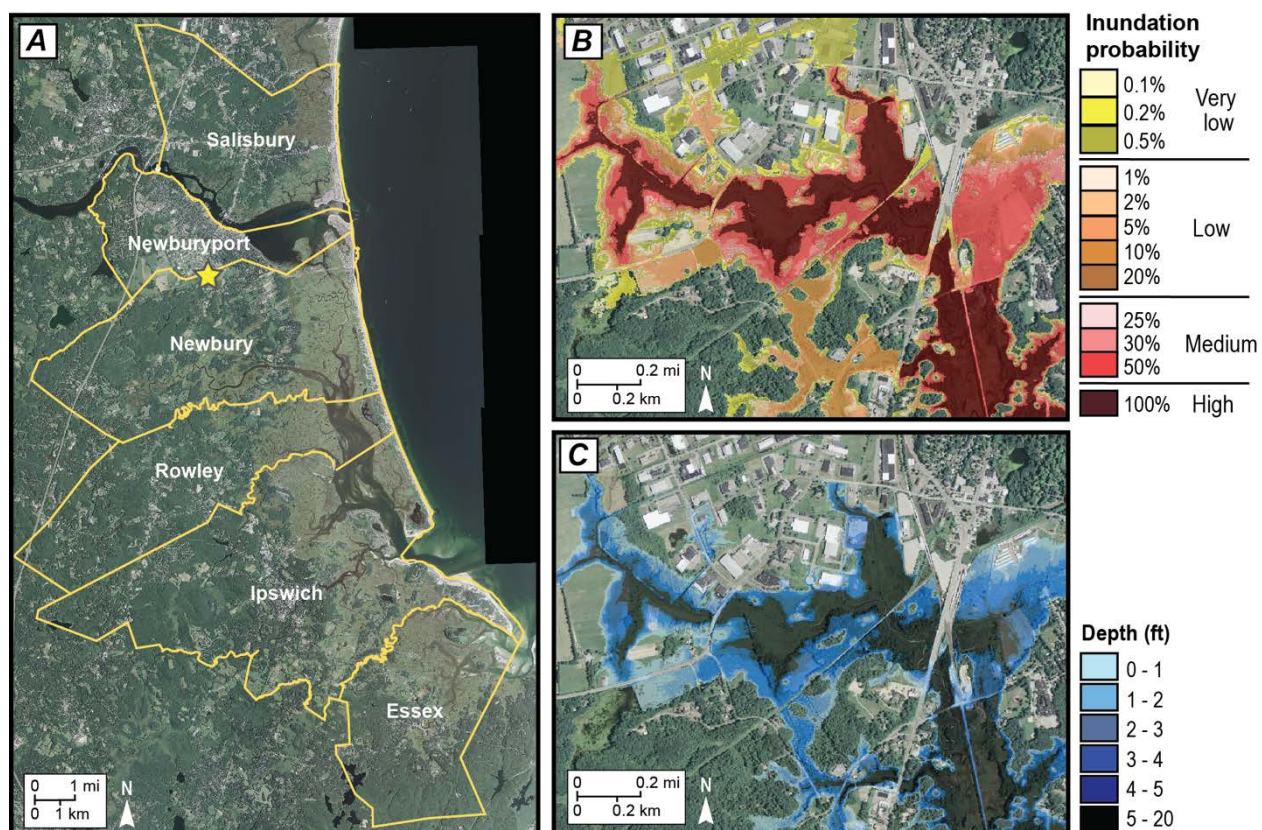 A
Salisbury
Newburyport
Newbury
Rowley
Ipswich
Essex
0 1 mi
0 1 km
N
B
0 0.2 mi
0 0.2 km
N
Inundation
probability
0.1%
0.2%
0.5%
Very
low
1%
2%
5%
10%
20%
Low
25%
30%
50%
Medium
100%
High
C
0 0.2 mi
0 0.2 km
N
Depth (ft)
0 - 1
1 - 2
2 - 3
3 - 4
4 - 5
5 - 20